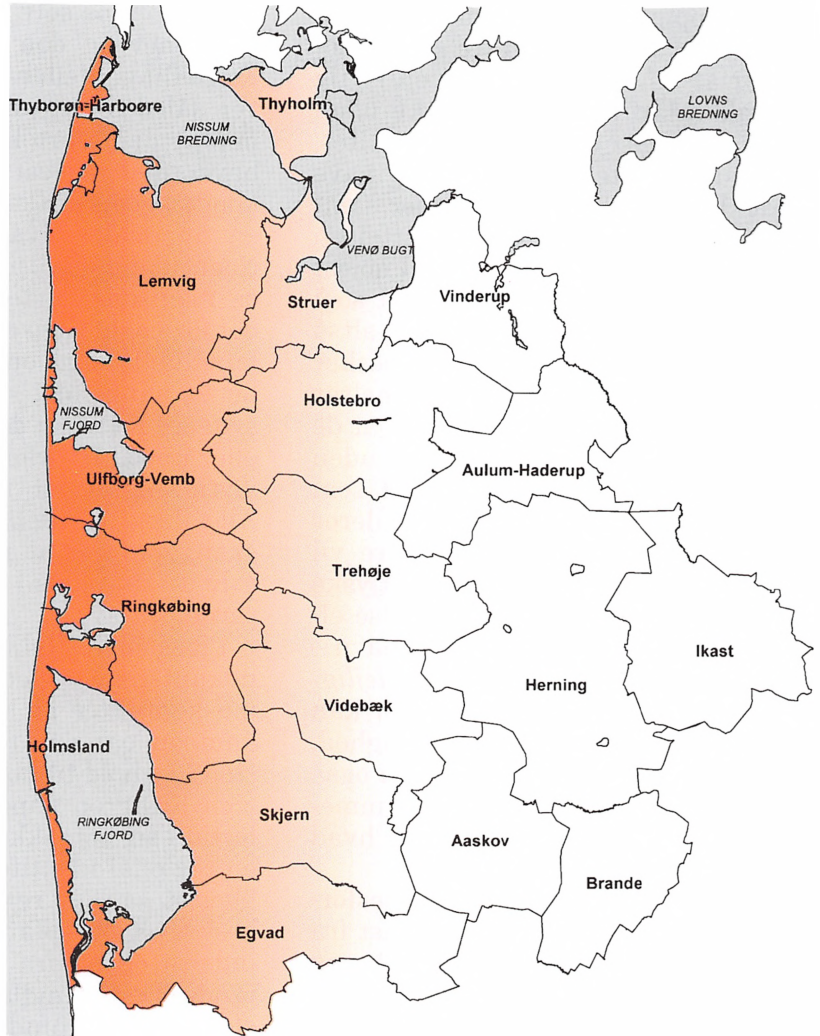 Thyborøn-Harboøre
Thyholm
NISSUM
BREDNING
LOVNS
BREDNING
VENØ BUGT
Lemvig
Struer
Vinderup
Holstebro
NISSUM
FJORD
Aulum-Haderup
Ulfborg-Vemb
Trehøje
Ringkøbing
Ikast
Herning
Videbæk
Holmsland
Skjern
RINGKØBING
FJORD
Aaskov
Brande
Egvad